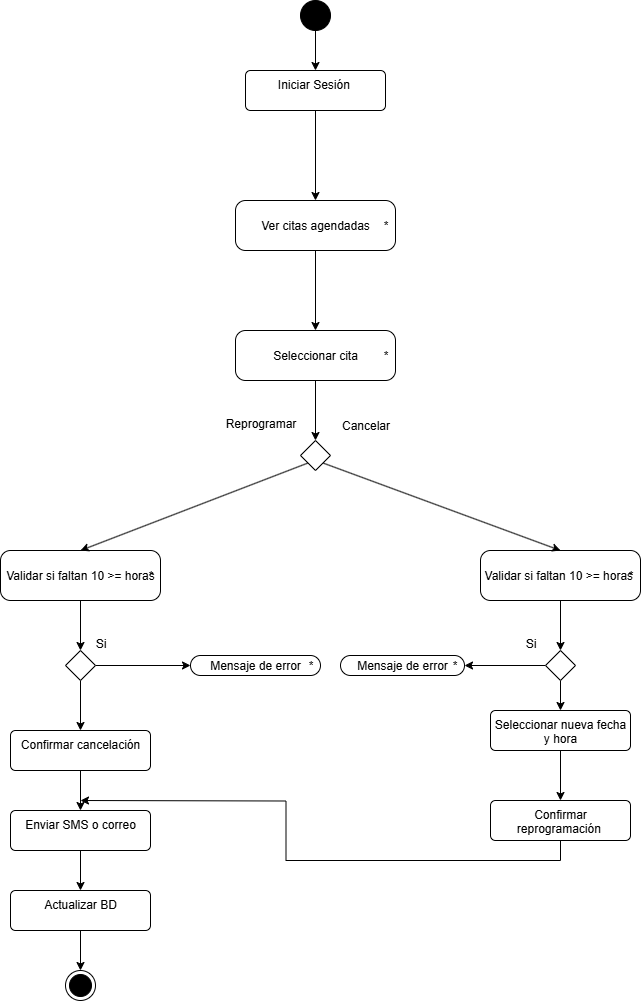 Iniciar Sesión
Ver citas agendadas *
Seleccionar cita *
Reprogramar
Cancelar
Validar si faltan 10 >= horas *
Validar si faltan 10 >= horas *
Si
Si
Mensaje de error *
Mensaje de error *
Confirmar cancelación
Seleccionar nueva fecha
y hora
Enviar SMS o correo
Confirmar
reprogramación
Actualizar BD